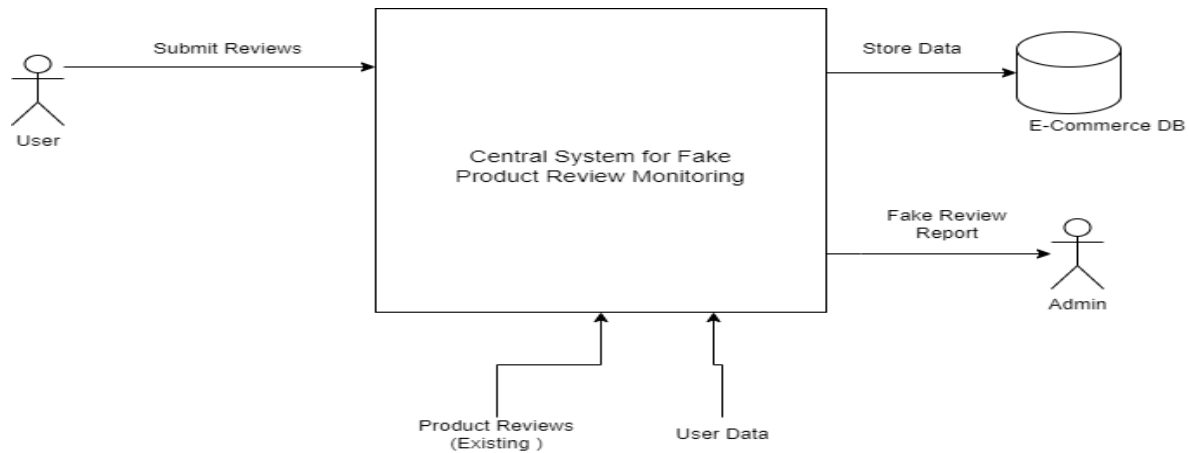 Submit Reviews
User
Store Data
E-Commerce DB
Central System for Fake
Product Review Monitoring
Fake Review
Report
Admin
Product Reviews
(Existing )
User Data